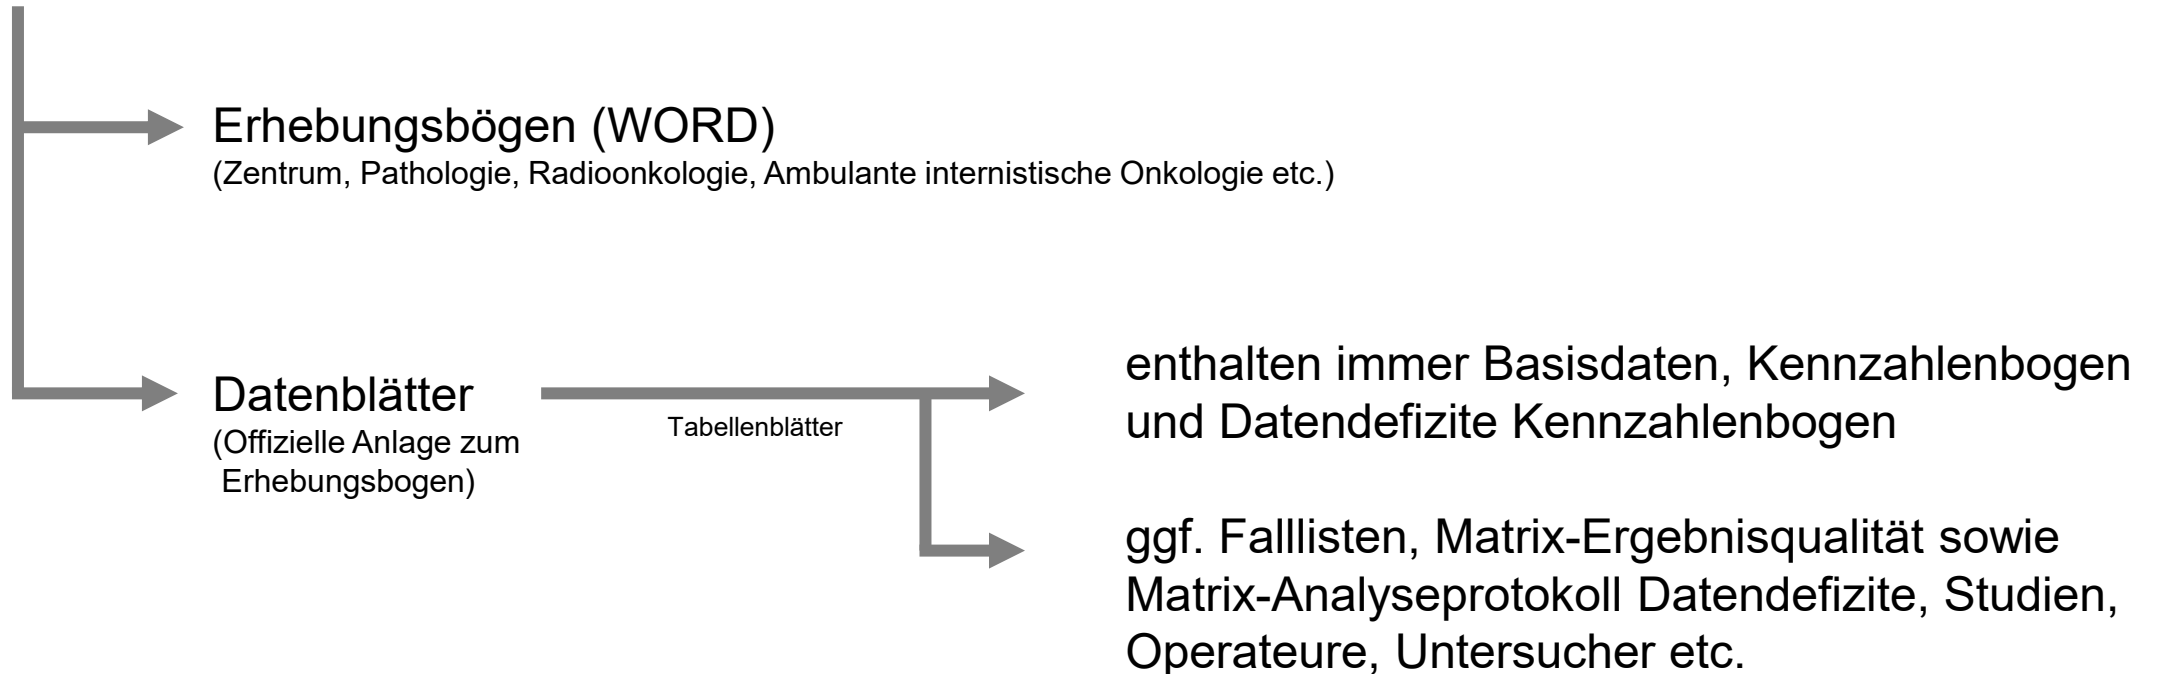 Erhebungsbögen (WORD)
(Zentrum, Pathologie, Radioonkologie, Ambulante internistische Onkologie etc.)
Datenblätter
(Offizielle Anlage zum
Erhebungsbogen)
Tabellenblätter
enthalten immer Basisdaten, Kennzahlenbogen
und Datendefizite Kennzahlenbogen
ggf. Falllisten, Matrix-Ergebnisqualität sowie
Matrix-Analyseprotokoll Datendefizite, Studien,
Operateure, Untersucher etc.